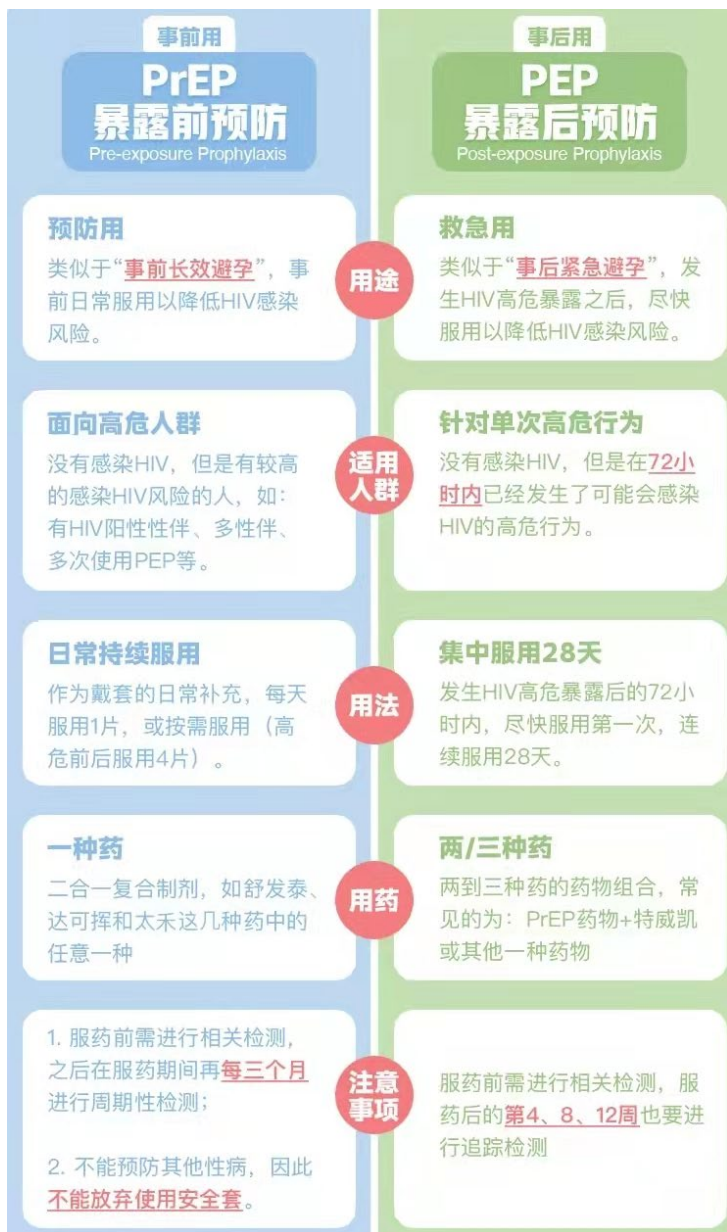 事前用
PrEP
暴露前预防
Pre-exposure Prophylaxis
事后用
PEP
暴露后预防
Post-exposure Prophylaxis
用途
预防用
类似于“事前长效避孕”，事
前日常服用以降低HIV感染
风险。
救急用
类似于“事后紧急避孕”，发
生HIV高危暴露之后，尽快
服用以降低HIV感染风险。
适用
人群
面向高危人群
没有感染HIV，但是有较高
的感染HIV风险的人，如：
有HIV阳性性伴、多性伴、
多次使用PEP等。
针对单次高危行为
没有感染HIV，但是在72小
时内已经发生了可能会感染
HIV的高危行为。
用法
日常持续服用
作为戴套的日常补充，每天
服用1片，或按需服用（高
危前后服用4片）。
集中服用28天
发生HIV高危暴露后的72小
时内，尽快服用第一次，连
续服用28天。
用药
一种药
二合一复合制剂，如舒发泰、
达可挥和太禾这几种药中的
任意一种
两/三种药
两到三种药的药物组合，常
见的为：PrEP药物+特威凯
或其他一种药物
注意
事项
1. 服药前需进行相关检测，
之后在服药期间再每三个月
进行周期性检测；
2. 不能预防其他性病，因此
不能放弃使用安全套。
服药前需进行相关检测，服
药后的第4、8、12周也要进
行追踪检测